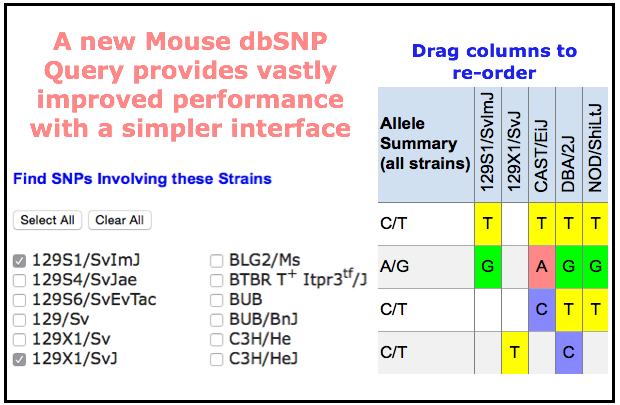 A new Mouse dbSNP
Query provides vastly
improved performance
with a simpler interface
Find SNPs Involving these Strains
Select All Clear All
129S1/SvImJ BLG2/Ms
129S4/SvJae BTBR T+ Itpr3tf/J
129S6/SvEvTac BUB
129/Sv BUB/BnJ
129X1/Sv C3H/He
129X1/SvJ C3H/HeJ
Drag columns to
re-order
Allele
Summary
(all strains)
129S1/SvImJ
129X1/SvJ
CAST/EiJ
DBA/2J
NOD/ShiLtJ
C/T T T T T
A/G G A G G
C/T C T T
C/T T C